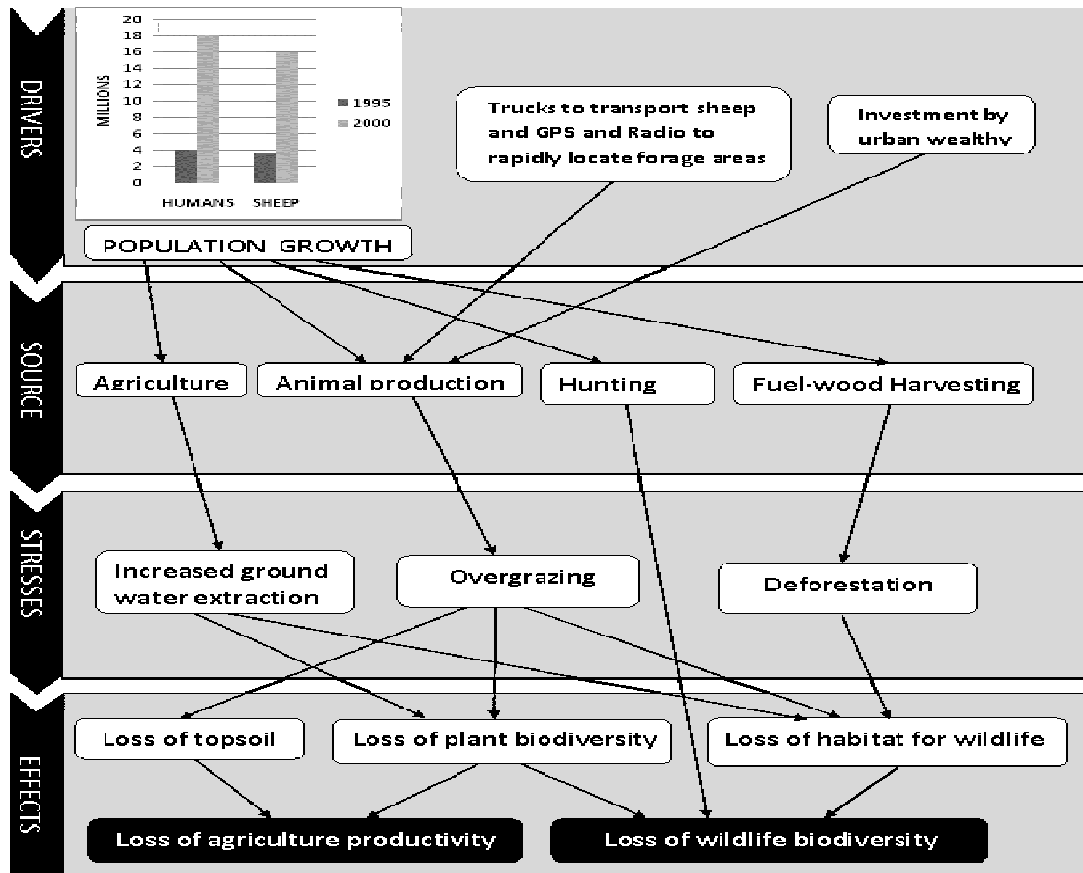 DRIVERS
20
18
16
14
12
10
8
6
4
2
0
MILLIONS
HUMANS SHEEP
1995
2000
POPULATION GROWTH
Trucks to transport sheep
and GPS and Radio to
rapidly locate forage areas
Investment by
urban wealthy
SOURCE
Agriculture
Animal production
Hunting
Fuel-wood Harvesting
STRESSES
Increased ground
water extraction
Overgrazing
Deforestation
EFFECTS
Loss of topsoil
Loss of plant biodiversity
Loss of habitat for wildlife
Loss of agriculture productivity
Loss of wildlife biodiversity